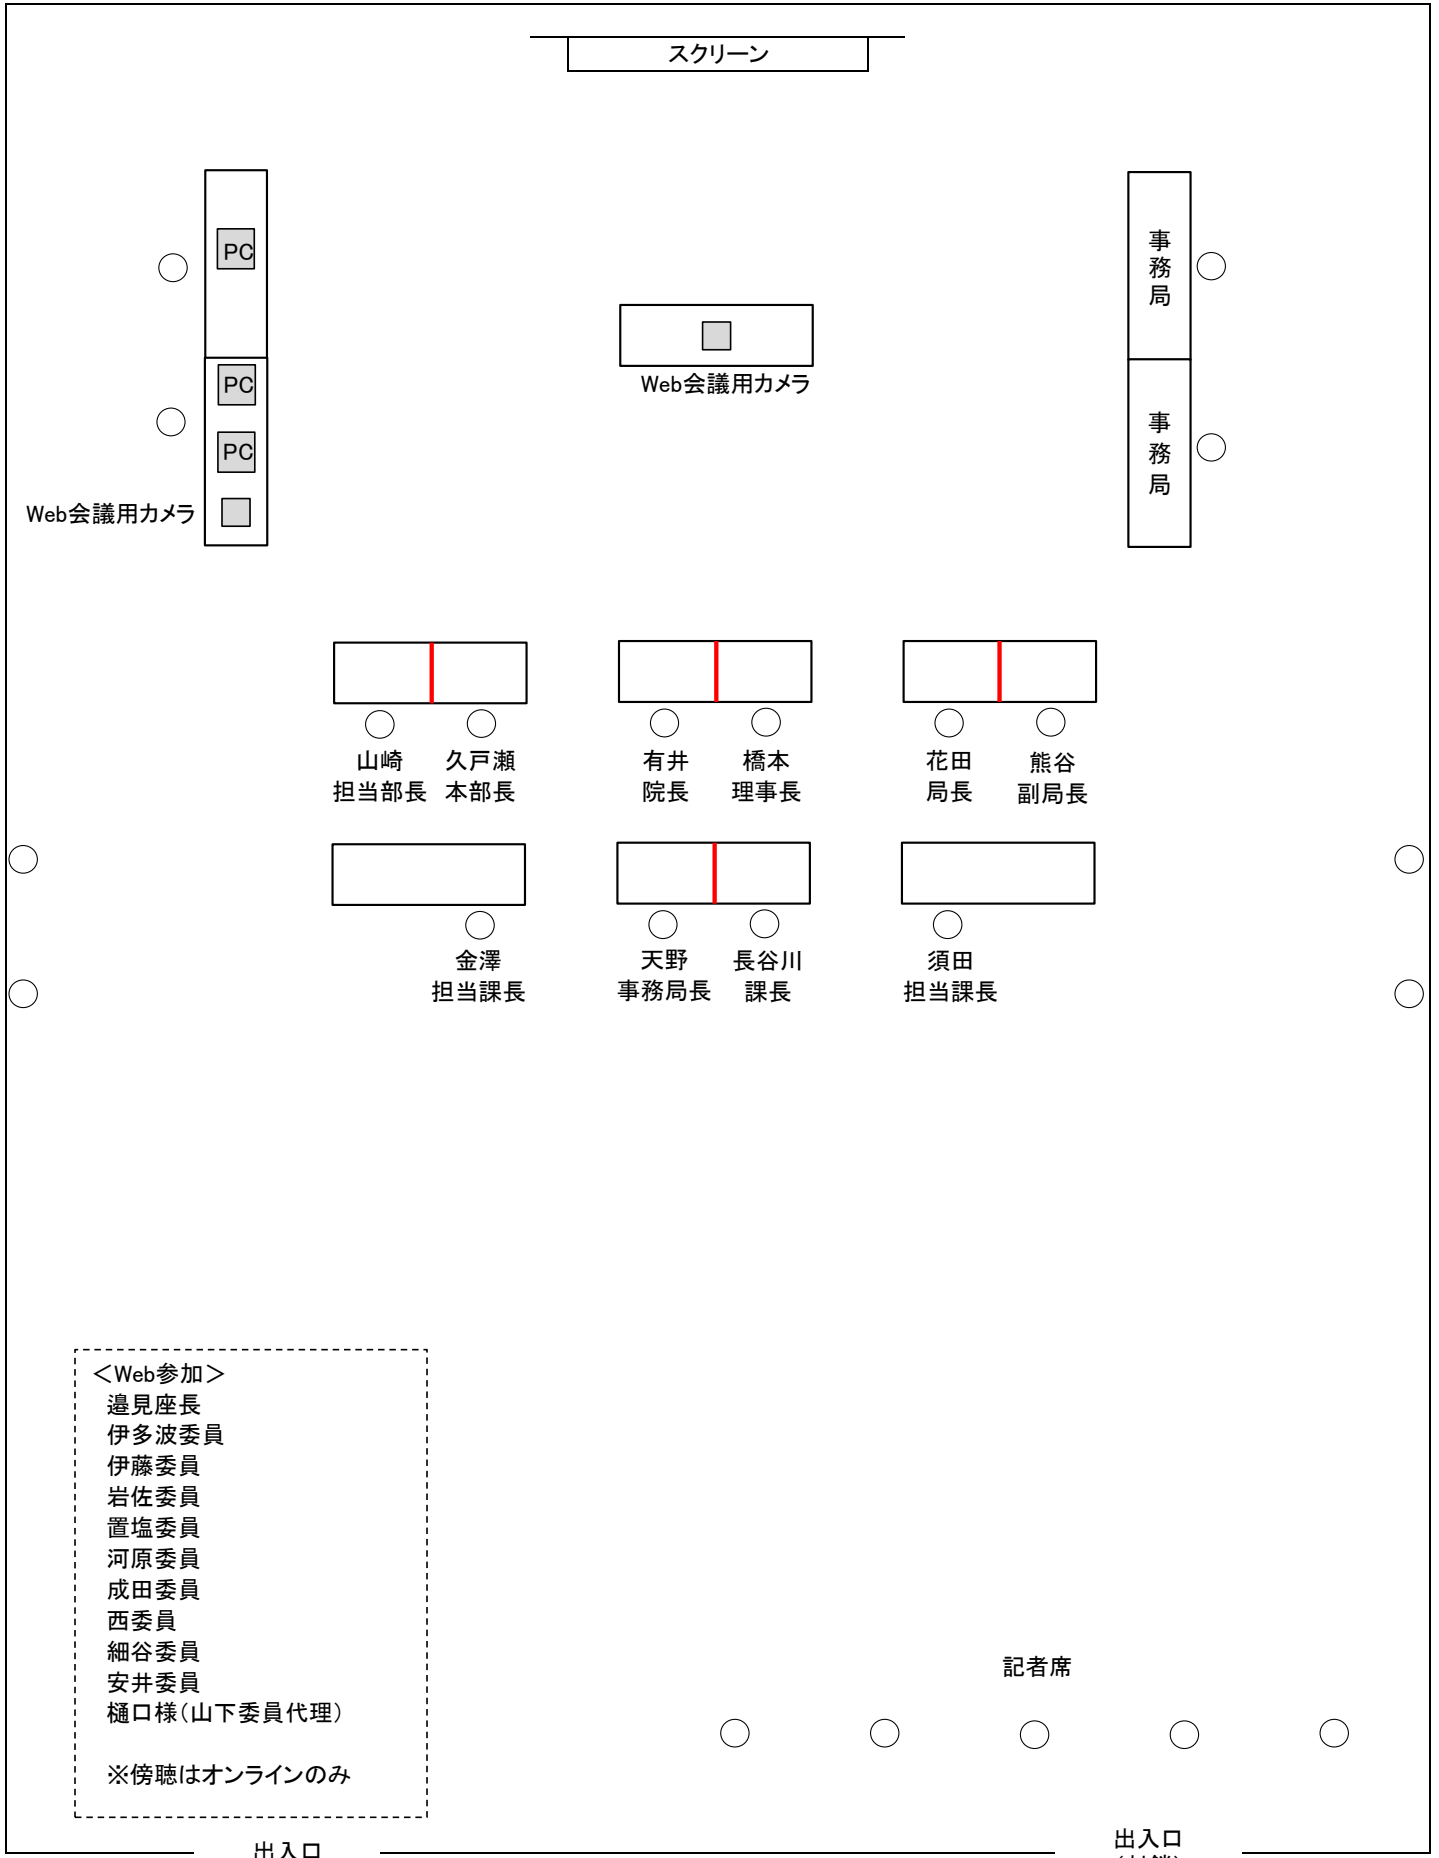 スクリーン
PC
PC
PC
Web会議用カメラ
Web会議用カメラ
事務局
事務局
山崎
担当部長
久戸瀬
本部長
有井
院長
橋本
理事長
花田
局長
熊谷
副局長
金澤
担当課長
天野
事務局長
長谷川
課長
須田
担当課長
＜Web参加＞
邉見座長
伊多波委員
伊藤委員
岩佐委員
置塩委員
河原委員
成田委員
西委員
細谷委員
安井委員
樋口様（山下委員代理）
※傍聴はオンラインのみ
記者席
出入口
出入口